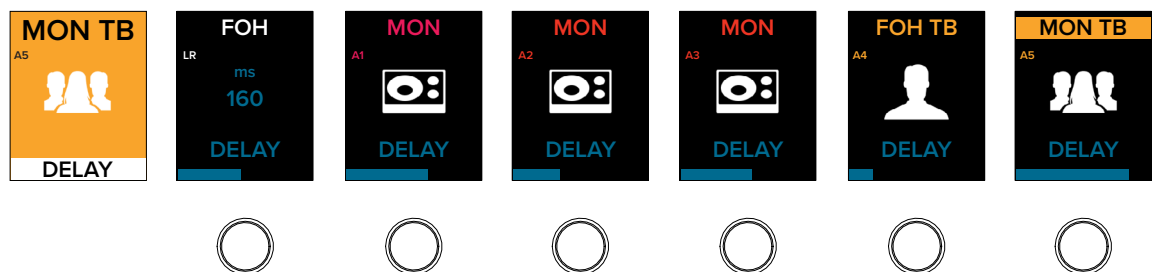 MON TB
A5
DELAY
FOH
LR
ms
160
DELAY
MON
A1
DELAY
MON
A2
DELAY
MON
A3
DELAY
FOH TB
A4
DELAY
MON TB
A5
DELAY